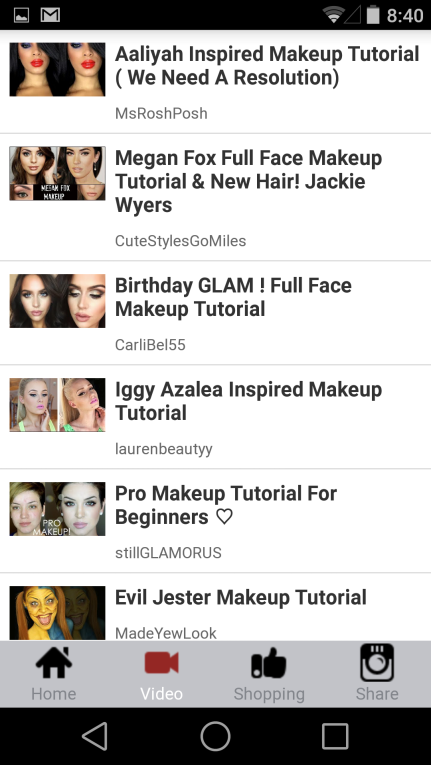 8:40
Aaliyah Inspired Makeup Tutorial
( We Need A Resolution)
MsRoshPosh
MEGAN FOX
MAKEUP
Megan Fox Full Face Makeup
Tutorial & New Hair! Jackie
Wyers
CuteStylesGoMiles
Birthday GLAM ! Full Face
Makeup Tutorial
CarliBel55
Iggy Azalea Inspired Makeup
Tutorial
laurenbeautyy
PRO
MAKEUP!
Pro Makeup Tutorial For
Beginners ♡
stillGLAMORUS
Evil Jester Makeup Tutorial
MadeYewLook
Home
Video
Shopping
Share